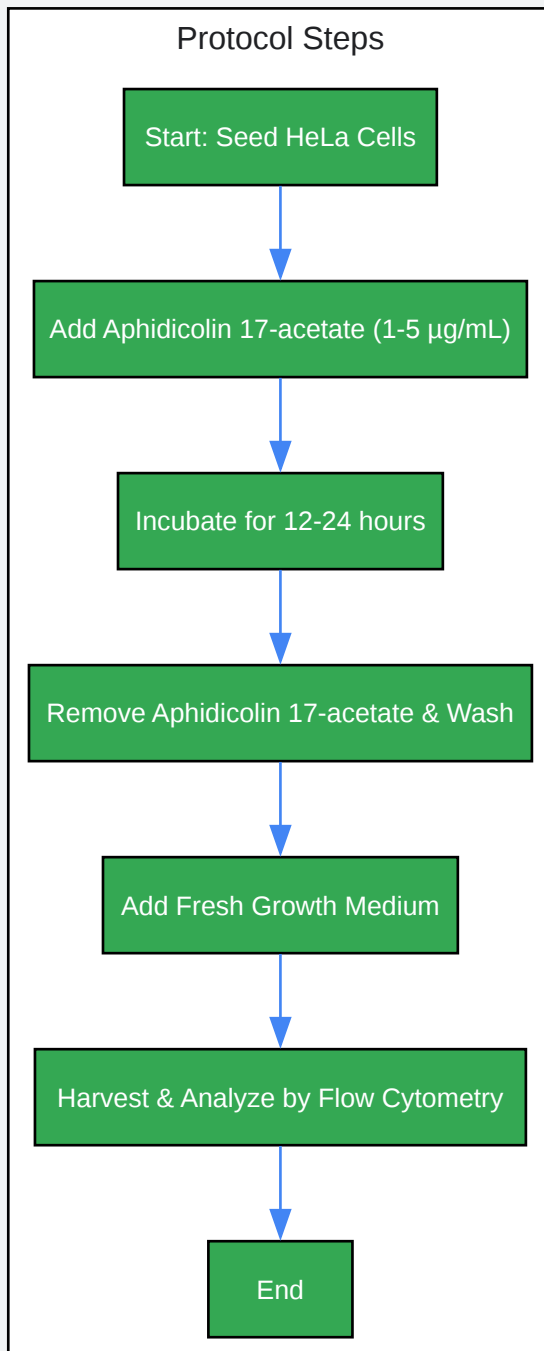 Protocol Steps
Start: Seed HeLa Cells
Add Aphidicolin 17-acetate (1-5 µg/mL)
Incubate for 12-24 hours
Remove Aphidicolin 17-acetate & Wash
Add Fresh Growth Medium
Harvest & Analyze by Flow Cytometry
End